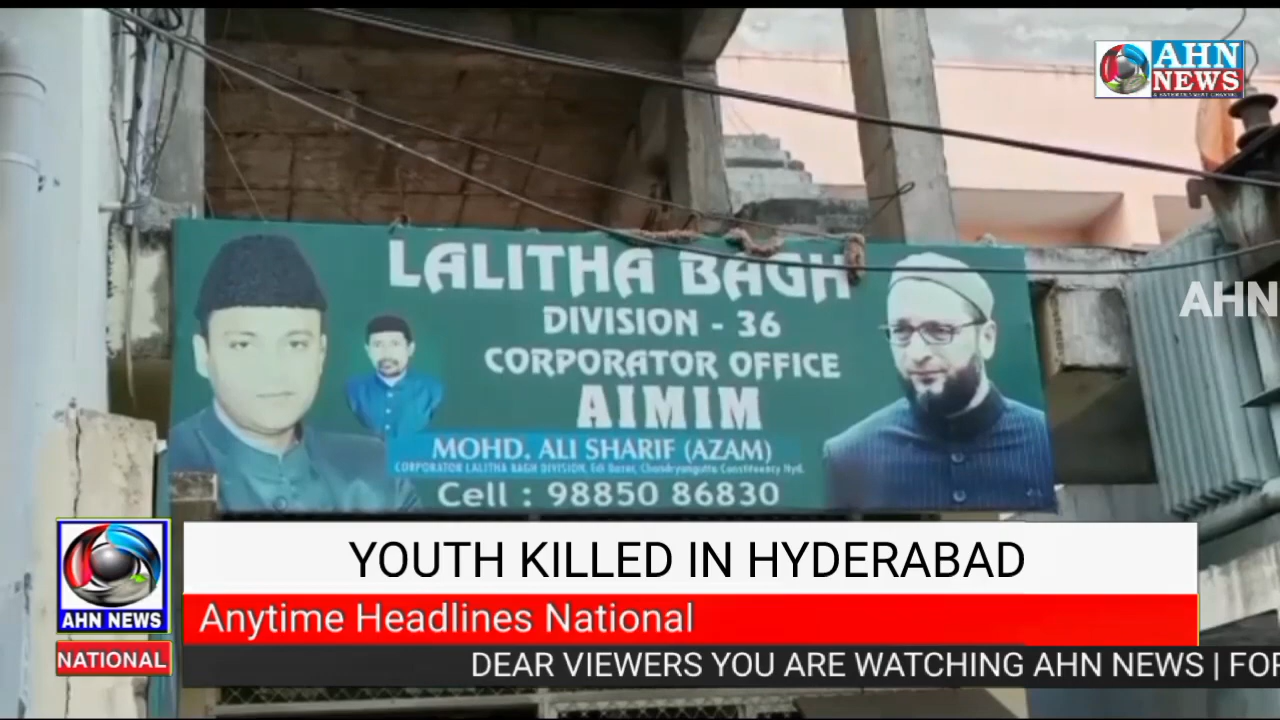 AHN
NEWS
AHN
LALITHA BAGH
DIVISION - 36
CORPORATOR OFFICE
AIMIM
MOHD. ALI SHARIF (AZAM)
CORPORATOR LALITHA BAGH DIVISION, Edi Bazar, Chandryangutta Constituency Hyd.
Cell : 98850 86830
YOUTH KILLED IN HYDERABAD
AHN NEWS
Anytime Headlines National
NATIONAL
DEAR VIEWERS YOU ARE WATCHING AHN NEWS | FOR